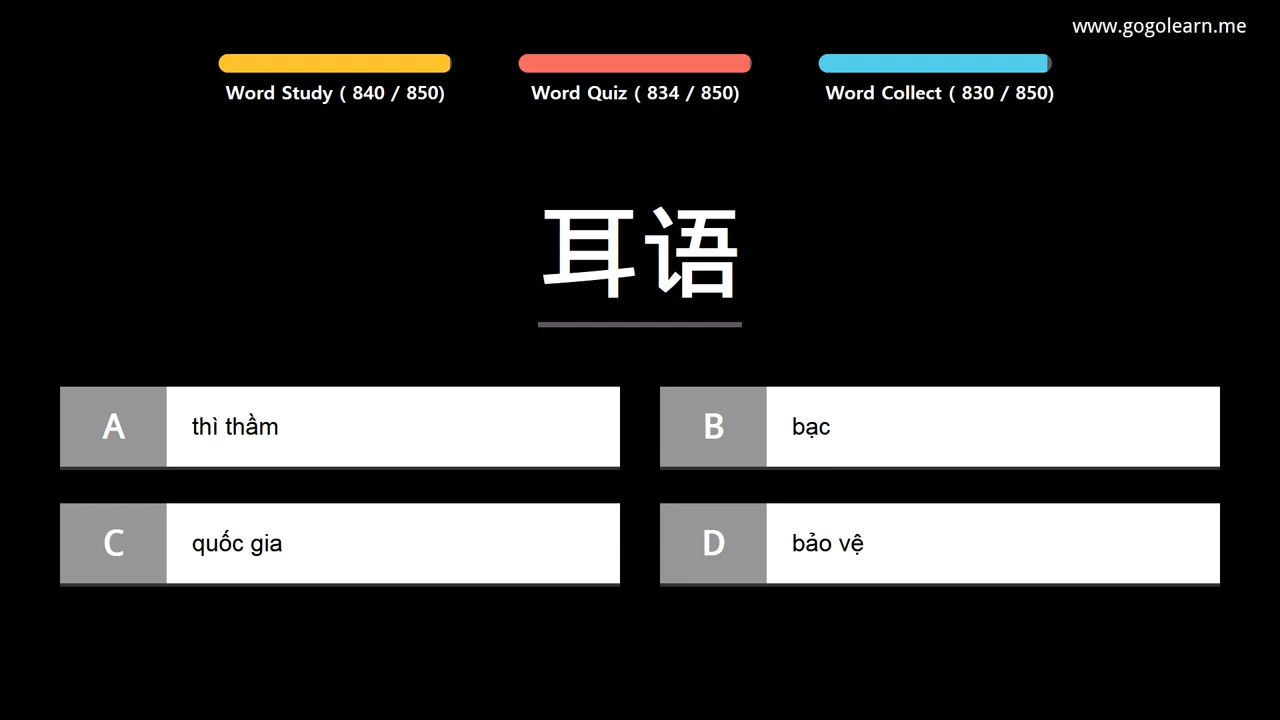 www.gogolearn.me
Word Study ( 840 / 850)
Word Quiz ( 834 / 850)
Word Collect ( 830 / 850)
耳语
A thì thầm
B bạc
C quốc gia
D bảo vệ